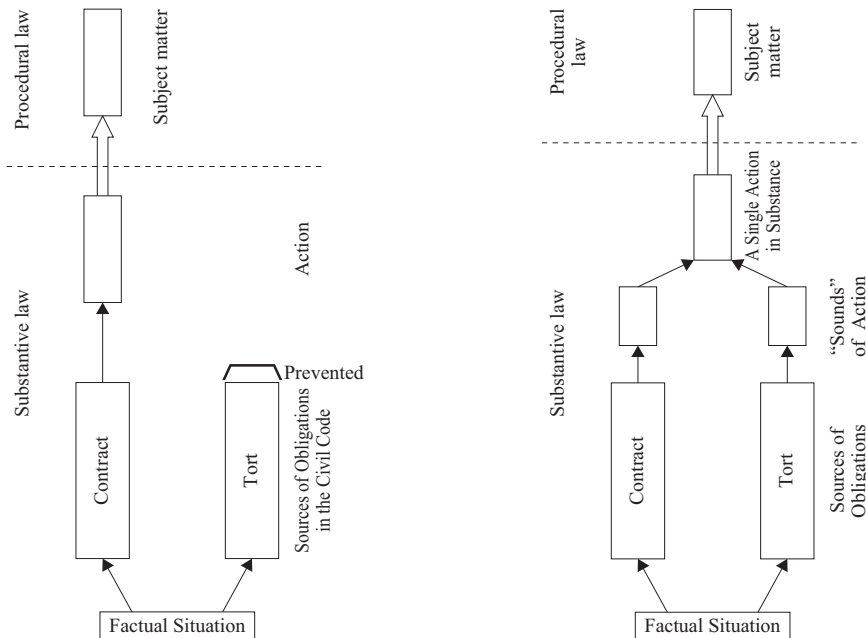 Procedural law
Subject matter
Substantive law
Action
Prevented
Contract
Tort
Sources of Obligations
in the Civil Code
Factual Situation
Procedural
law
Subject
matter
A Single Action
in Substance
Substantive law
“Sounds”
of Action
Contract
Tort
Sources of
Obligations
Factual Situation